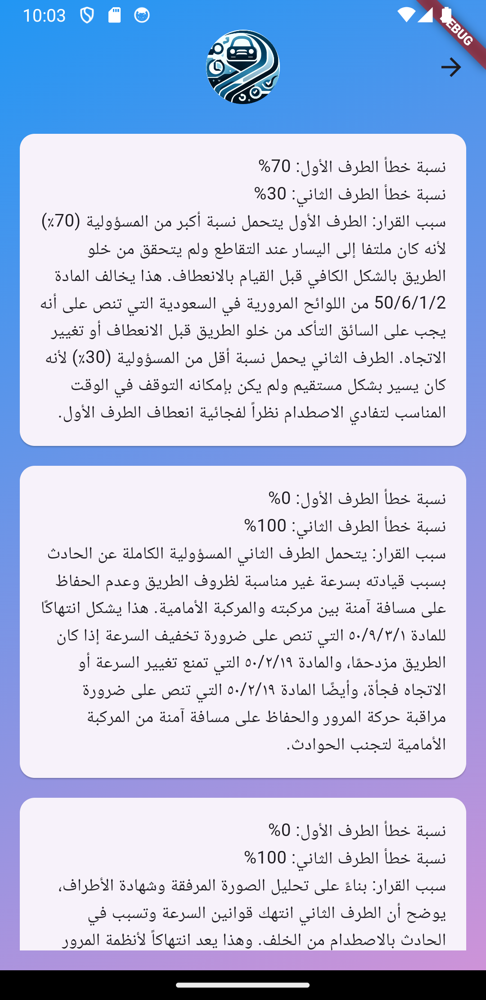 10:03
DEBUG
نسبة خطأ الطرف الأول: 70%
نسبة خطأ الطرف الثاني: 30%
سبب القرار: الطرف الأول يتحمل نسبة أكبر من المسؤولية (70٪)
لأنه كان ملتفا إلى اليسار عند التقاطع ولم يتحقق من خلو
الطريق بالشكل الكافي قبل القيام بالانعطاف. هذا يخالف المادة
50/6/1/2 من اللوائح المرورية في السعودية التي تنص على أنه
يجب على السائق التأكد من خلو الطريق قبل الانعطاف أو تغيير
الاتجاه. الطرف الثاني يحمل نسبة أقل من المسؤولية (30٪) لأنه
كان يسير بشكل مستقيم ولم يكن بإمكانه التوقف في الوقت
المناسب لتفادي الاصطدام نظراً لفجائية انعطاف الطرف الأول.
نسبة خطأ الطرف الأول: 0%
نسبة خطأ الطرف الثاني: 100%
سبب القرار: يتحمل الطرف الثاني المسؤولية الكاملة عن الحادث
بسبب قيادته بسرعة غير مناسبة لظروف الطريق وعدم الحفاظ
على مسافة آمنة بين مركبته والمركبة الأمامية. هذا يشكل انتهاكًا
للمادة ٥٠/٩/٣/١ التي تنص على ضرورة تخفيف السرعة إذا كان
الطريق مزدحمًا، والمادة ٥٠/٢/١٩ التي تمنع تغيير السرعة أو
الاتجاه فجأة، وأيضًا المادة ٥٠/٢/١٩ التي تنص على ضرورة
مراقبة حركة المرور والحفاظ على مسافة آمنة من المركبة
الأمامية لتجنب الحوادث.
نسبة خطأ الطرف الأول: 0%
نسبة خطأ الطرف الثاني: 100%
سبب القرار: بناءً على تحليل الصورة المرفقة وشهادة الأطراف،
يوضح أن الطرف الثاني انتهك قوانين السرعة وتسبب في
الحادث بالاصطدام من الخلف. وهذا يعد انتهاكاً لأنظمة المرور